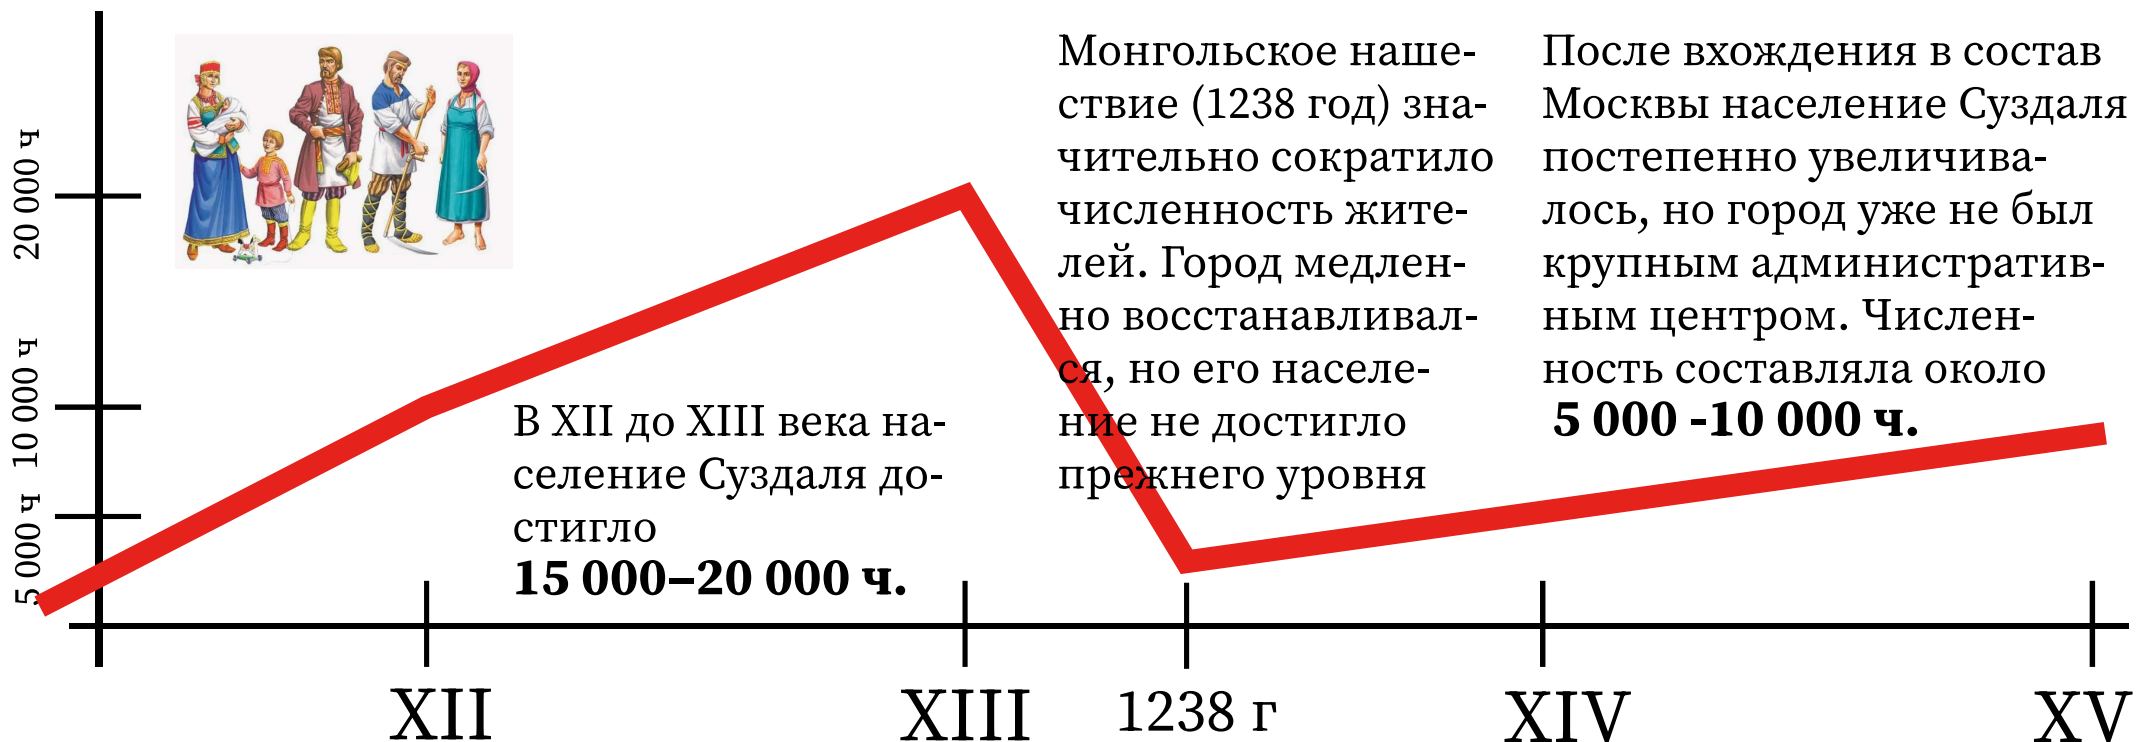 20 000 ч
10 000 ч
5 000 ч
В XII до XIII века на-
селение Суздаля до-
стигло
15 000–20 000 ч.
Монгольское наше-
ствие (1238 год) зна-
чительно сократило
численность жите-
лей. Город медлен-
но восстанавливал-
ся, но его населе-
ние не достигло
прежнего уровня
После вхождения в состав
Москвы население Суздаля
постепенно увеличива-
лось, но город уже не был
крупным административ-
ным центром. Числен-
ность составляла около
5 000 -10 000 ч.
XII
XIII
1238 г
XIV
XV